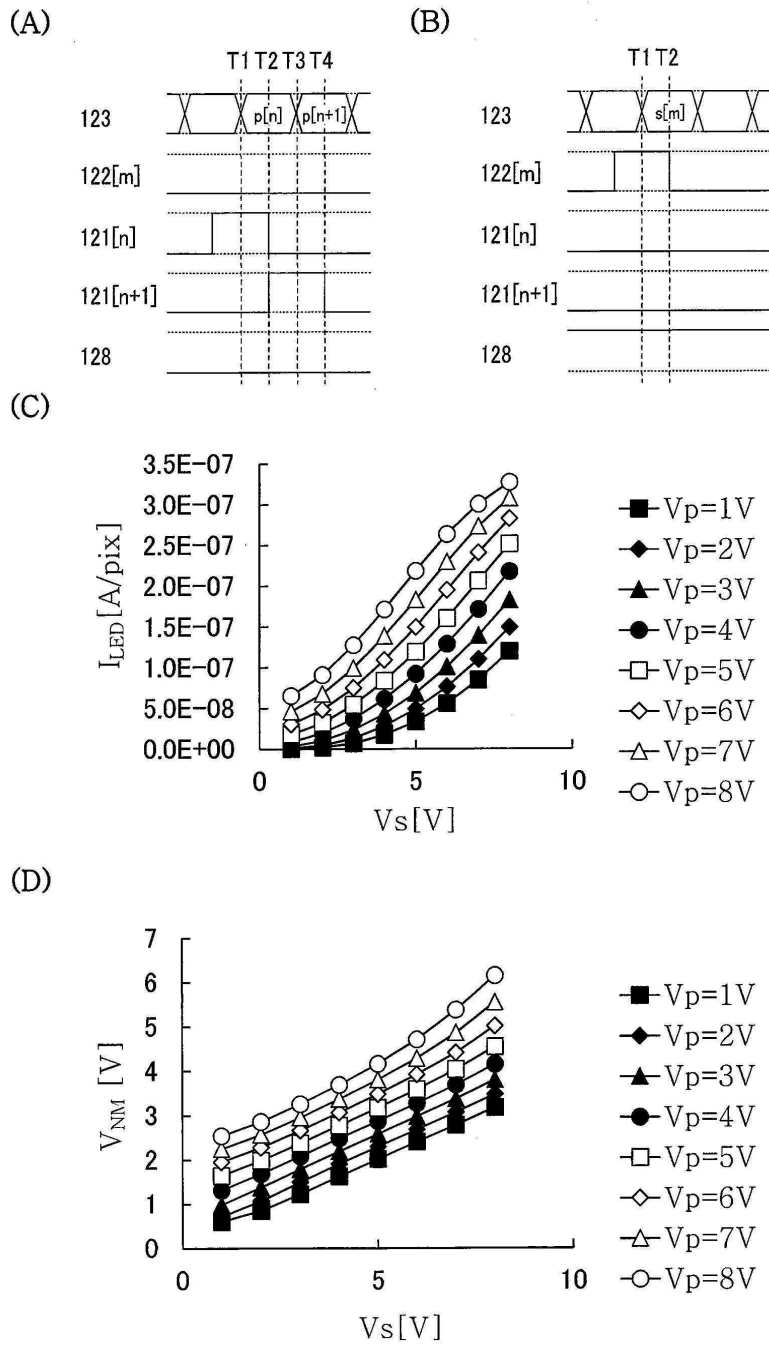 (A)
T1 T2 T3 T4
123
p[n] p[n+1]
122[m]
121[n]
121[n+1]
128
(B)
T1 T2
123
s[m]
122[m]
121[n]
121[n+1]
128
(C)
3.5E-07
3.0E-07
2.5E-07
2.0E-07
1.5E-07
1.0E-07
5.0E-08
0.0E+00
I_LED [A/pix]
0 5 10
Vs[V]
Vp=1V
Vp=2V
Vp=3V
Vp=4V
Vp=5V
Vp=6V
Vp=7V
Vp=8V
(D)
7
6
5
4
3
2
1
0
V_NM [V]
0 5 10
Vs[V]
Vp=1V
Vp=2V
Vp=3V
Vp=4V
Vp=5V
Vp=6V
Vp=7V
Vp=8V